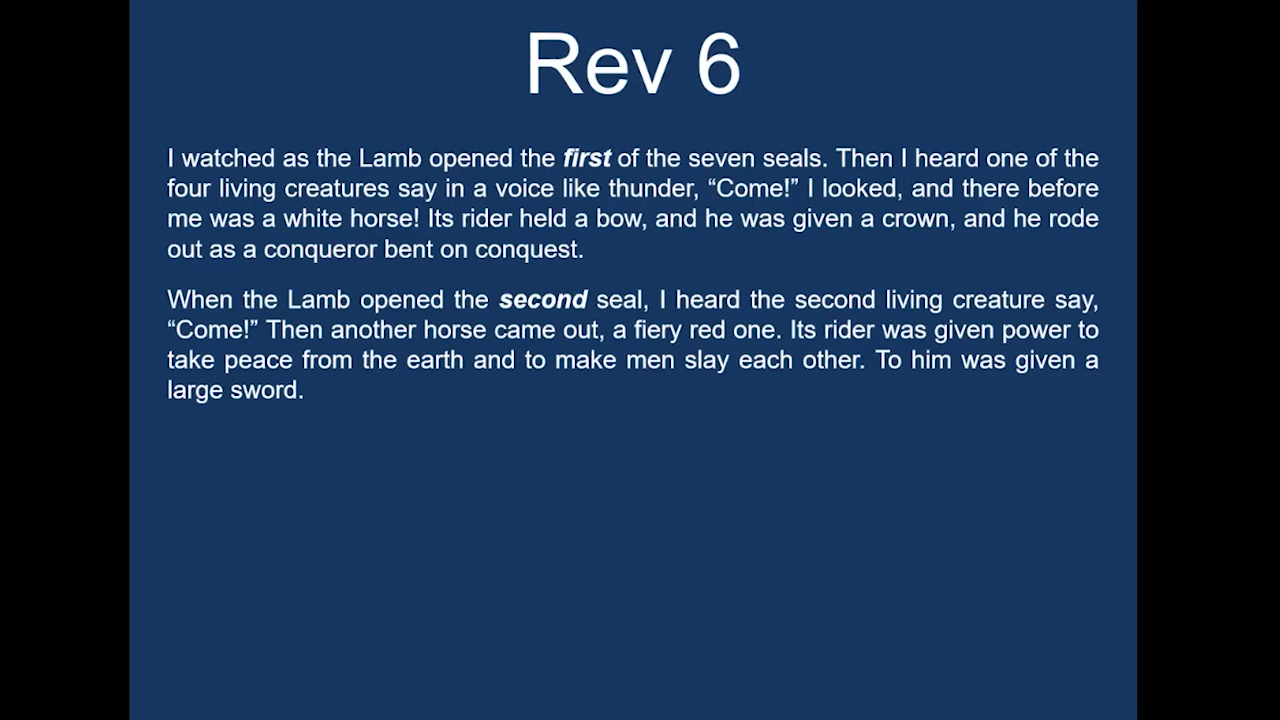 Rev 6
I watched as the Lamb opened the first of the seven seals. Then I heard one of the
four living creatures say in a voice like thunder, “Come!” I looked, and there before
me was a white horse! Its rider held a bow, and he was given a crown, and he rode
out as a conqueror bent on conquest.
When the Lamb opened the second seal, I heard the second living creature say,
“Come!” Then another horse came out, a fiery red one. Its rider was given power to
take peace from the earth and to make men slay each other. To him was given a
large sword.